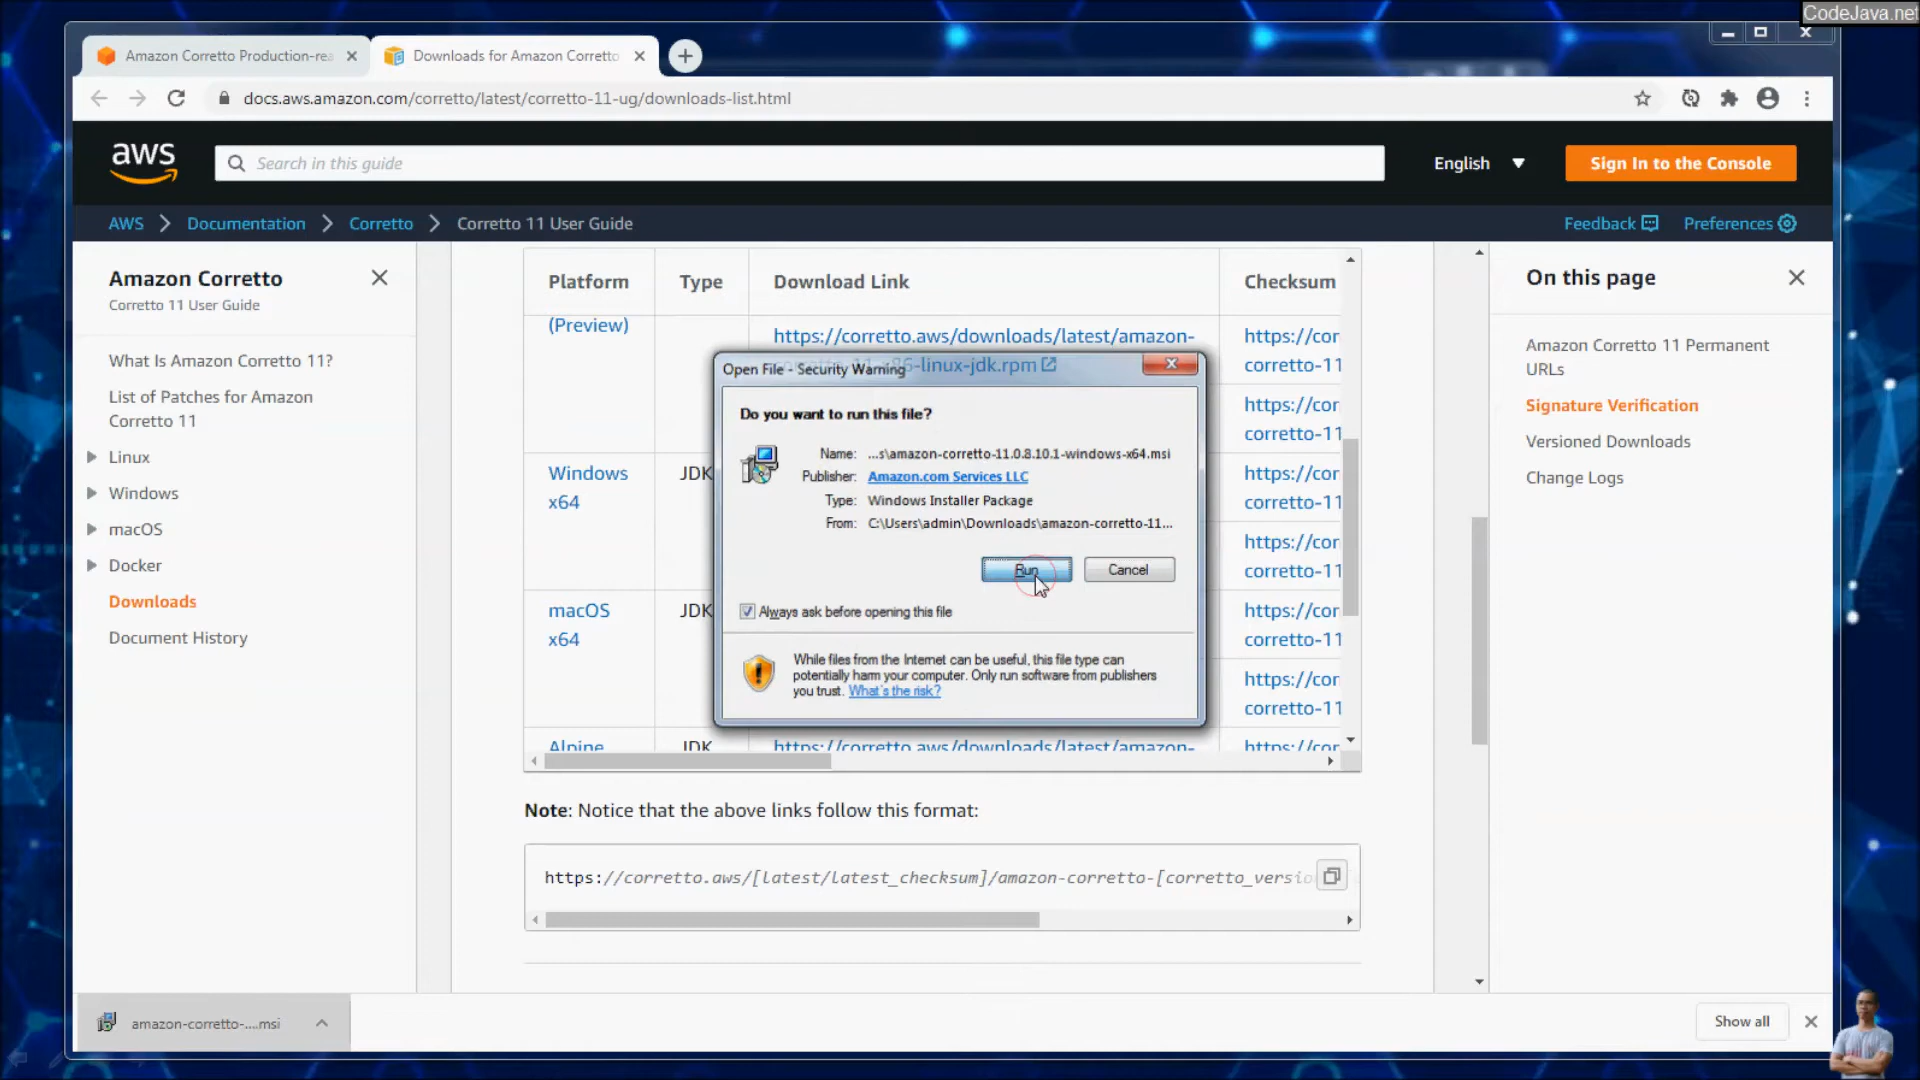 CodeJava.net
Amazon Corretto Production-rea
Downloads for Amazon Corretto
docs.aws.amazon.com/corretto/latest/corretto-11-ug/downloads-list.html
aws
Search in this guide
English
Sign In to the Console
AWS
Documentation
Corretto
Corretto 11 User Guide
Feedback
Preferences
Amazon Corretto
Corretto 11 User Guide
What Is Amazon Corretto 11?
List of Patches for Amazon
Corretto 11
Linux
Windows
macOS
Docker
Downloads
Document History
Platform
Type
Download Link
Checksum
(Preview)
https://corretto.aws/downloads/latest/amazon-
-linux-jdk.rpm
https://cor
corretto-11
https://cor
corretto-11
Windows
x64
JDK
https://cor
corretto-11
https://cor
corretto-11
macOS
x64
JDK
https://cor
corretto-11
https://cor
corretto-11
Alpine
JDK
https://corretto.aws/downloads/latest/amazon-
https://cor
Open File - Security Warning
Do you want to run this file?
Name: ...s\amazon-corretto-11.0.8.10.1-windows-x64.msi
Publisher: Amazon.com Services LLC
Type: Windows Installer Package
From: C:\Users\admin\Downloads\amazon-corretto-11...
Run
Cancel
Always ask before opening this file
While files from the Internet can be useful, this file type can
potentially harm your computer. Only run software from publishers
you trust. What's the risk?
Note: Notice that the above links follow this format:
https://corretto.aws/[latest/latest_checksum]/amazon-corretto-[corretto_versio
On this page
Amazon Corretto 11 Permanent
URLs
Signature Verification
Versioned Downloads
Change Logs
amazon-corretto-....msi
Show all